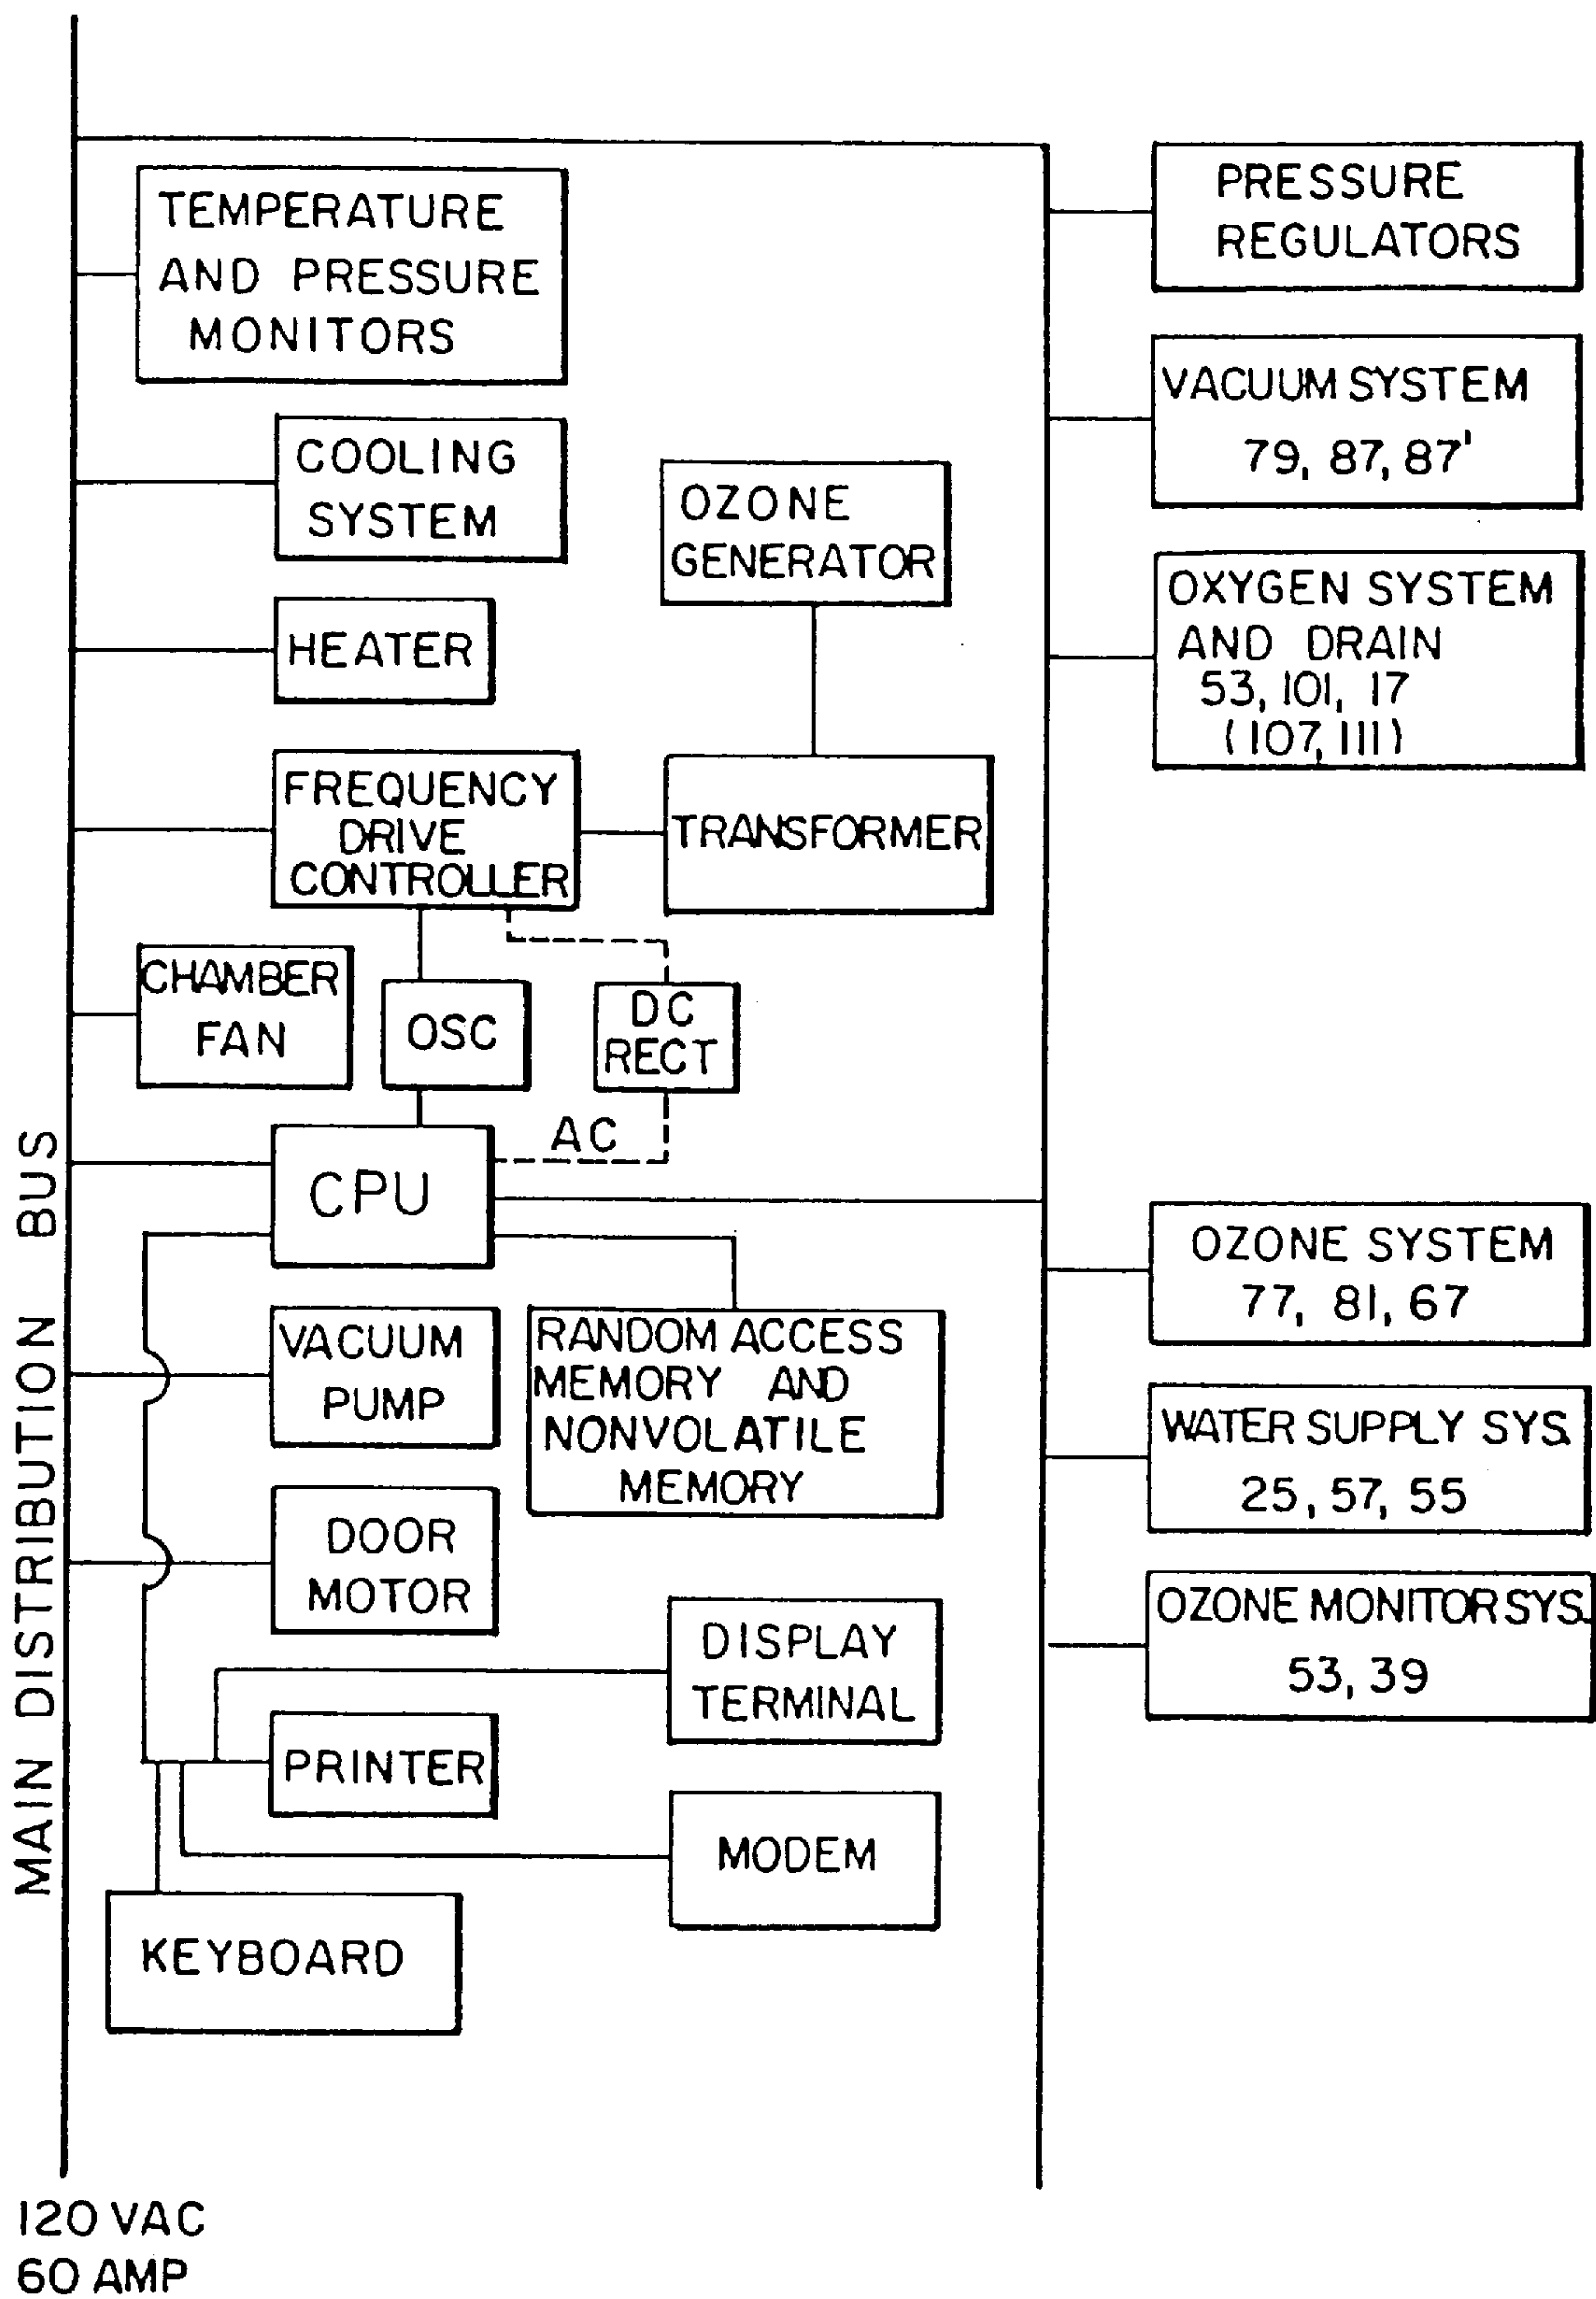 TEMPERATURE
AND PRESSURE
MONITORS
COOLING
SYSTEM
OZONE
GENERATOR
HEATER
FREQUENCY
DRIVE
CONTROLLER
TRANSFORMER
CHAMBER
FAN
OSC
DC
RECT
AC
CPU
VACUUM
PUMP
RANDOM ACCESS
MEMORY AND
NONVOLATILE
MEMORY
DOOR
MOTOR
DISPLAY
TERMINAL
PRINTER
MODEM
KEYBOARD
MAIN DISTRIBUTION BUS
120 VAC
60 AMP
PRESSURE
REGULATORS
VACUUM SYSTEM
79, 87, 87'
OXYGEN SYSTEM
AND DRAIN
53, 101, 17
(107, 111)
OZONE SYSTEM
77, 81, 67
WATER SUPPLY SYS.
25, 57, 55
OZONE MONITOR SYS.
53, 39